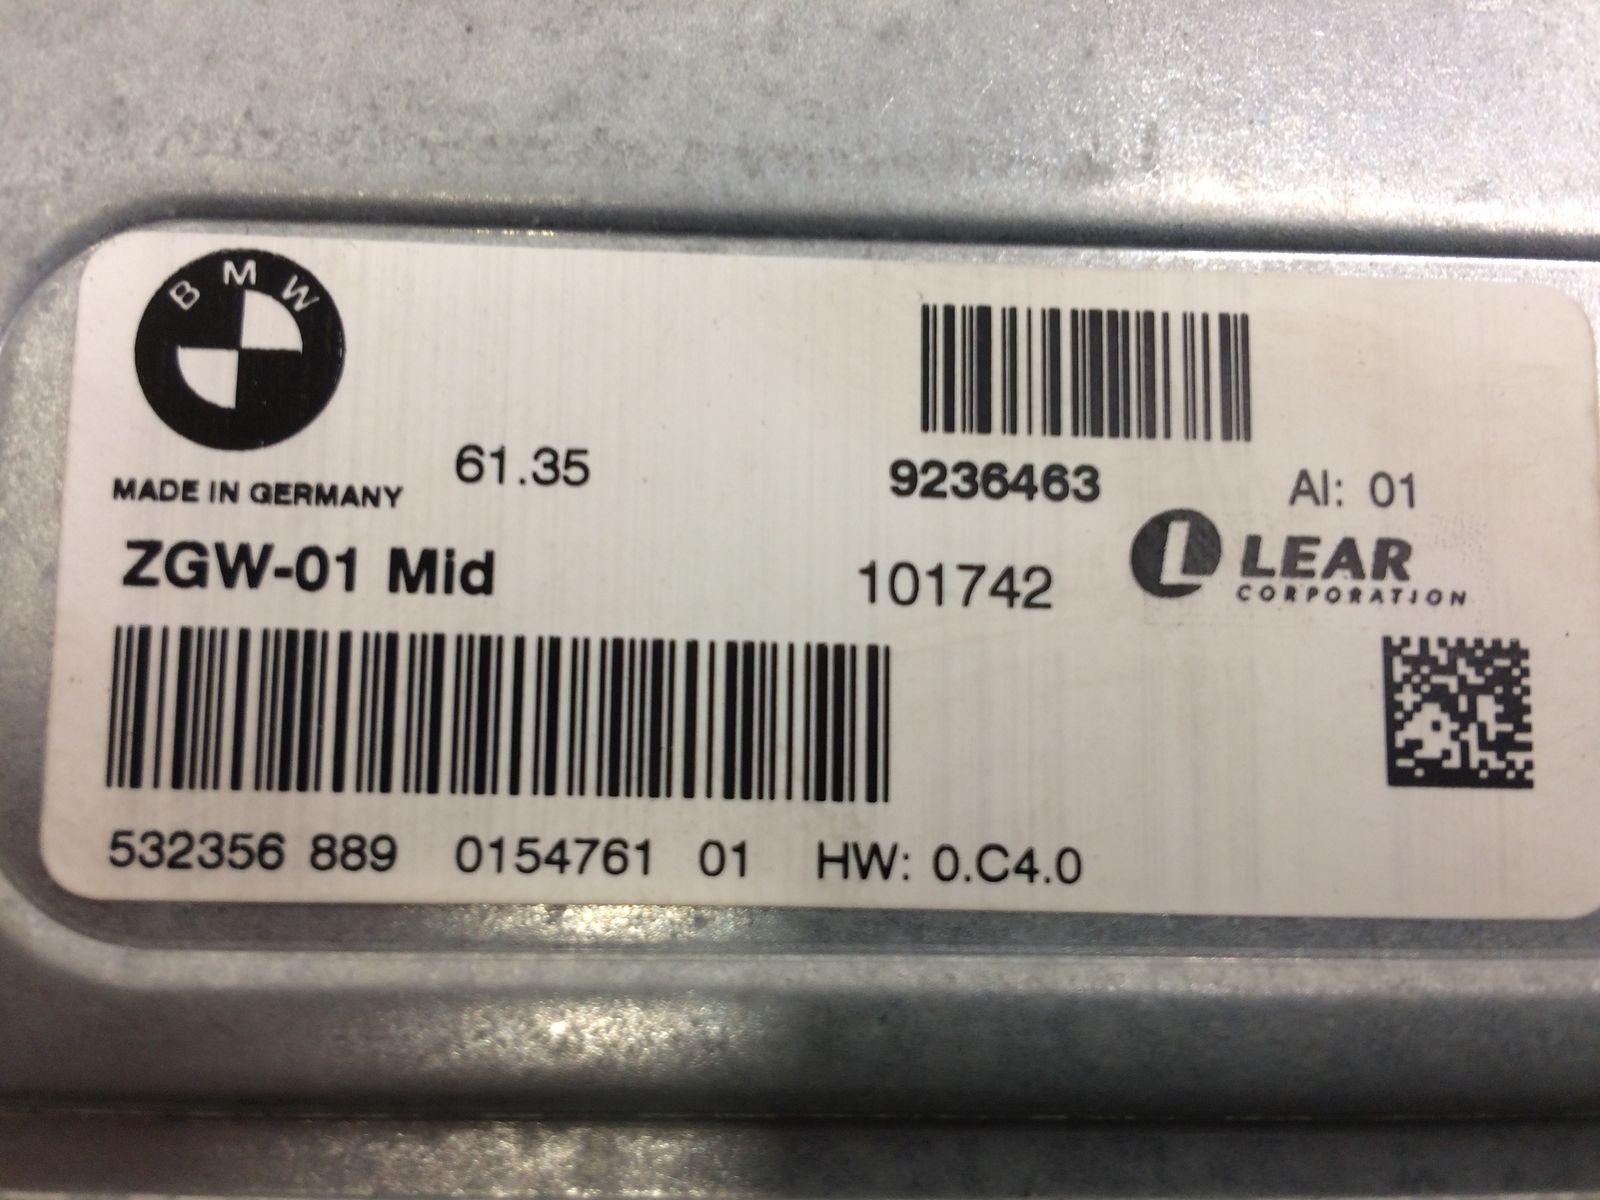 BMW
MADE IN GERMANY
61.35
9236463
AI: 01
ZGW-01 Mid
101742
L LEAR
CORPORATION
532356 889 0154761 01 HW: 0.C4.0